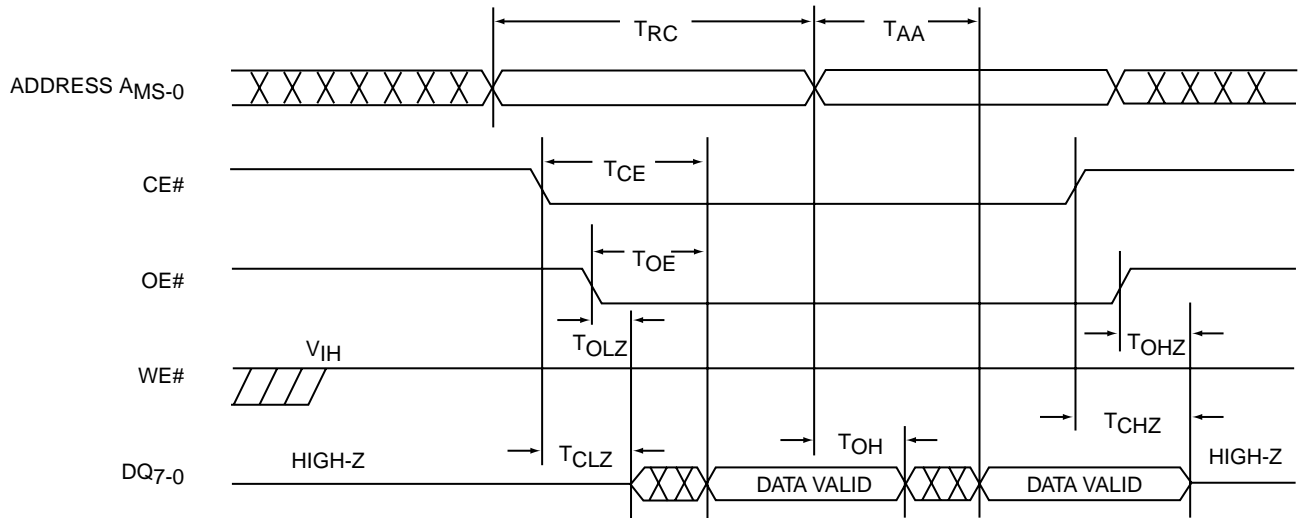 TRC TAA
ADDRESS AMS-0
TCE
CE#
TOE
OE#
TOLZ TOHZ
VIH
WE#
TCHZ
TCLZ TOH
HIGH-Z HIGH-Z
DQ7-0 DATA VALID DATA VALID